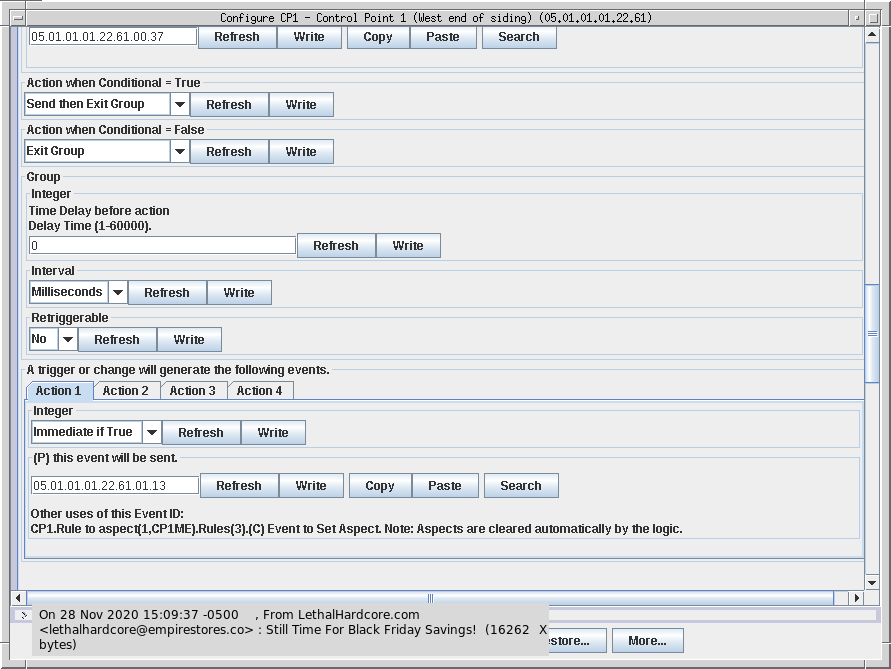 Configure CP1 - Control Point 1 (West end of siding) (05.01.01.01.22.61)
05.01.01.01.22.61.00.37 Refresh Write Copy Paste Search
Action when Conditional = True
Send then Exit Group Refresh Write
Action when Conditional = False
Exit Group Refresh Write
Group
Integer
Time Delay before action
Delay Time (1-60000).
0 Refresh Write
Interval
Milliseconds Refresh Write
Retriggerable
No Refresh Write
A trigger or change will generate the following events.
Action 1 Action 2 Action 3 Action 4
Integer
Immediate if True Refresh Write
(P) this event will be sent.
05.01.01.01.22.61.01.13 Refresh Write Copy Paste Search
Other uses of this Event ID:
CP1.Rule to aspect(1,CP1ME).Rules(3).(C) Event to Set Aspect. Note: Aspects are cleared automatically by the logic.
On 28 Nov 2020 15:09:37 -0500 , From LethalHardcore.com
<lethalhardcore@empirestores.co> : Still Time For Black Friday Savings! (16262 X
bytes)
store... More...